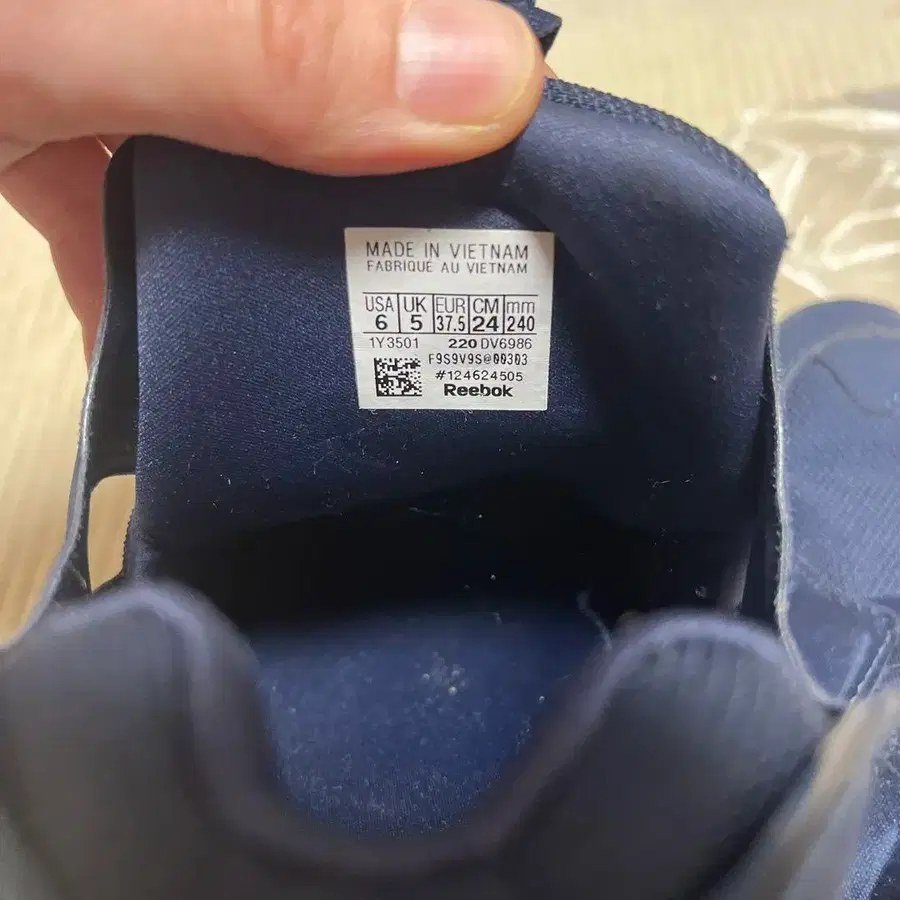 MADE IN VIETNAM
FABRIQUÉ AU VIETNAM
USA UK EUR CM mm
6 5 37.5 24 240
1Y3501 220 DV6986
F9S9V9S@00303
#124624505
Reebok